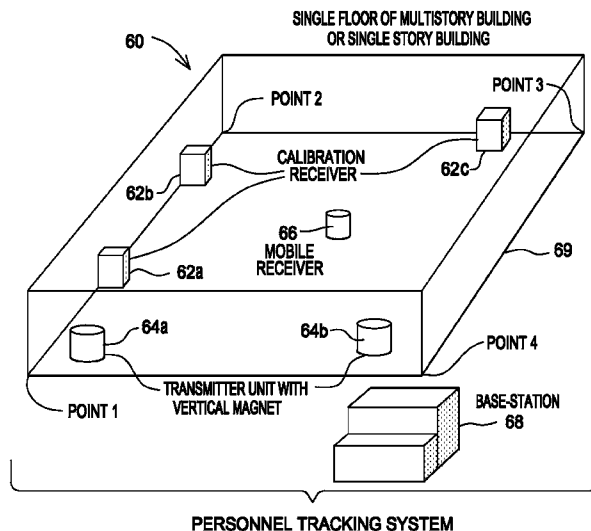 SINGLE FLOOR OF MULTISTORY BUILDING
OR SINGLE STORY BUILDING
60
POINT 2
POINT 3
CALIBRATION
RECEIVER
62b
62c
66
MOBILE
RECEIVER
62a
69
64a
64b
POINT 4
TRANSMITTER UNIT WITH
VERTICAL MAGNET
POINT 1
BASE-STATION
68
PERSONNEL TRACKING SYSTEM